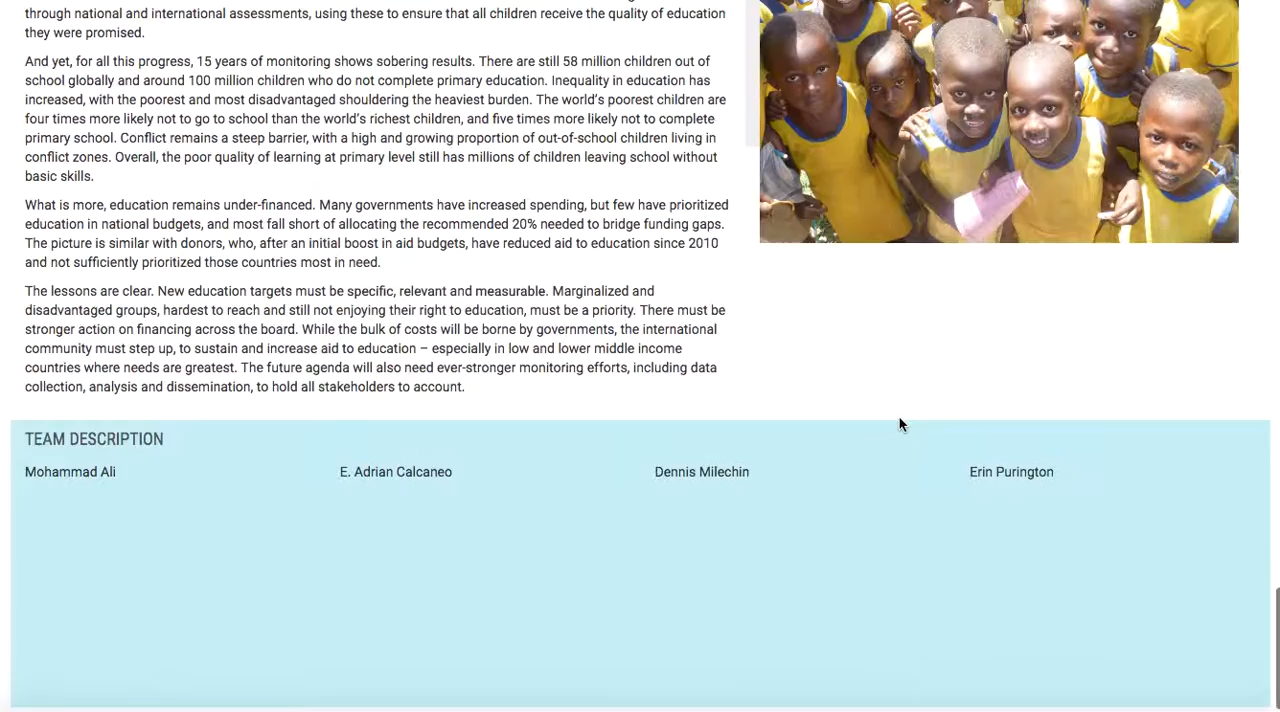 through national and international assessments, using these to ensure that all children receive the quality of education
they were promised.
And yet, for all this progress, 15 years of monitoring shows sobering results. There are still 58 million children out of
school globally and around 100 million children who do not complete primary education. Inequality in education has
increased, with the poorest and most disadvantaged shouldering the heaviest burden. The world's poorest children are
four times more likely not to go to school than the world's richest children, and five times more likely not to complete
primary school. Conflict remains a steep barrier, with a high and growing proportion of out-of-school children living in
conflict zones. Overall, the poor quality of learning at primary level still has millions of children leaving school without
basic skills.
What is more, education remains under-financed. Many governments have increased spending, but few have prioritized
education in national budgets, and most fall short of allocating the recommended 20% needed to bridge funding gaps.
The picture is similar with donors, who, after an initial boost in aid budgets, have reduced aid to education since 2010
and not sufficiently prioritized those countries most in need.
The lessons are clear. New education targets must be specific, relevant and measurable. Marginalized and
disadvantaged groups, hardest to reach and still not enjoying their right to education, must be a priority. There must be
stronger action on financing across the board. While the bulk of costs will be borne by governments, the international
community must step up, to sustain and increase aid to education – especially in low and lower middle income
countries where needs are greatest. The future agenda will also need ever-stronger monitoring efforts, including data
collection, analysis and dissemination, to hold all stakeholders to account.
TEAM DESCRIPTION
Mohammad Ali
E. Adrian Calcaneo
Dennis Milechin
Erin Purington